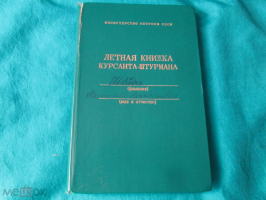 МИНИСТЕРСТВО ОБОРОНЫ СССР
ЛЕТНАЯ КНИЖКА
КУРСАНТА-ШТУРМАНА
(фамилия)
(имя и отчество)